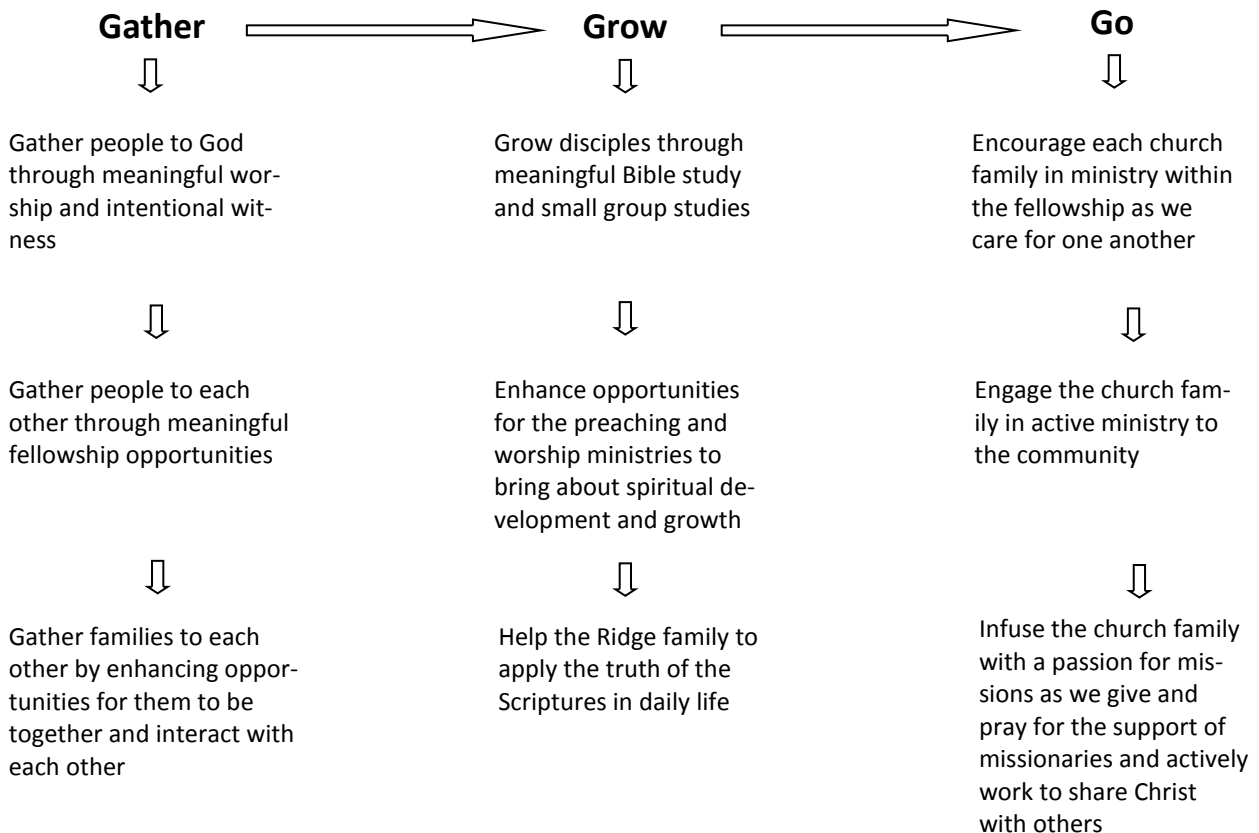 Gather
Grow
Go
Gather people to God
through meaningful wor-
ship and intentional wit-
ness
Grow disciples through
meaningful Bible study
and small group studies
Encourage each church
family in ministry within
the fellowship as we
care for one another
Gather people to each
other through meaningful
fellowship opportunities
Enhance opportunities
for the preaching and
worship ministries to
bring about spiritual de-
velopment and growth
Engage the church fam-
ily in active ministry to
the community
Gather families to each
other by enhancing oppor-
tunities for them to be
together and interact with
each other
Help the Ridge family to
apply the truth of the
Scriptures in daily life
Infuse the church family
with a passion for mis-
sions as we give and
pray for the support of
missionaries and actively
work to share Christ
with others